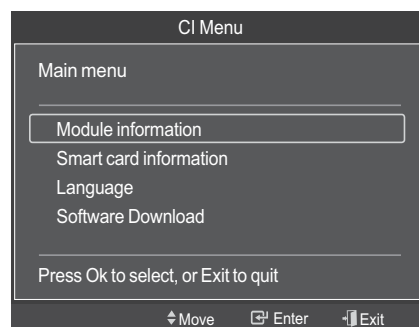 CI Menu
Main menu
Module information
Smart card information
Language
Software Download
Press Ok to select, or Exit to quit
Move Enter Exit